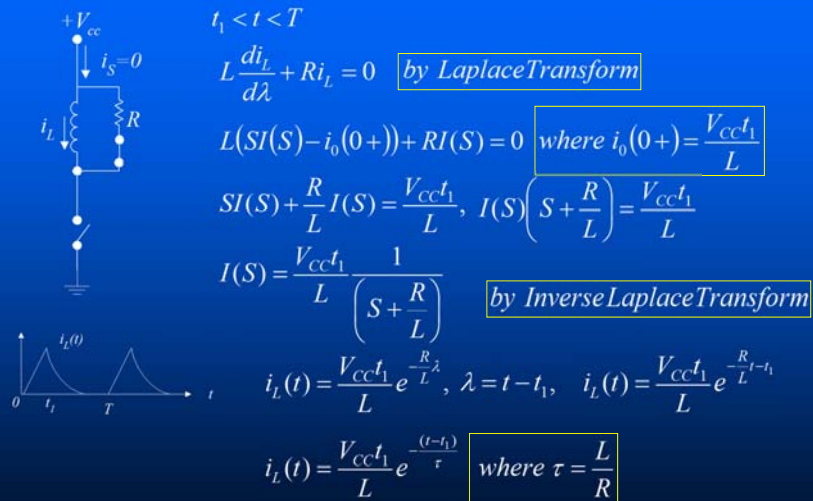 +V_cc
i_S=0
i_L
R
t_1 < t < T
L di_L/dλ + Ri_L = 0 by LaplaceTransform
L(SI(S)−i_0(0+))+RI(S)=0 where i_0(0+)=V_CC t_1/L
SI(S)+R/L I(S)=V_CC t_1/L, I(S)(S+R/L)=V_CC t_1/L
I(S)=V_CC t_1/L 1/(S+R/L)
by InverseLaplaceTransform
i_L(t)
0 t_1 T t
i_L(t)=V_CC t_1/L e^{−R/L λ}, λ=t−t_1, i_L(t)=V_CC t_1/L e^{−R/L t−t_1}
i_L(t)=V_CC t_1/L e^{−(t−t_1)/τ} where τ=L/R